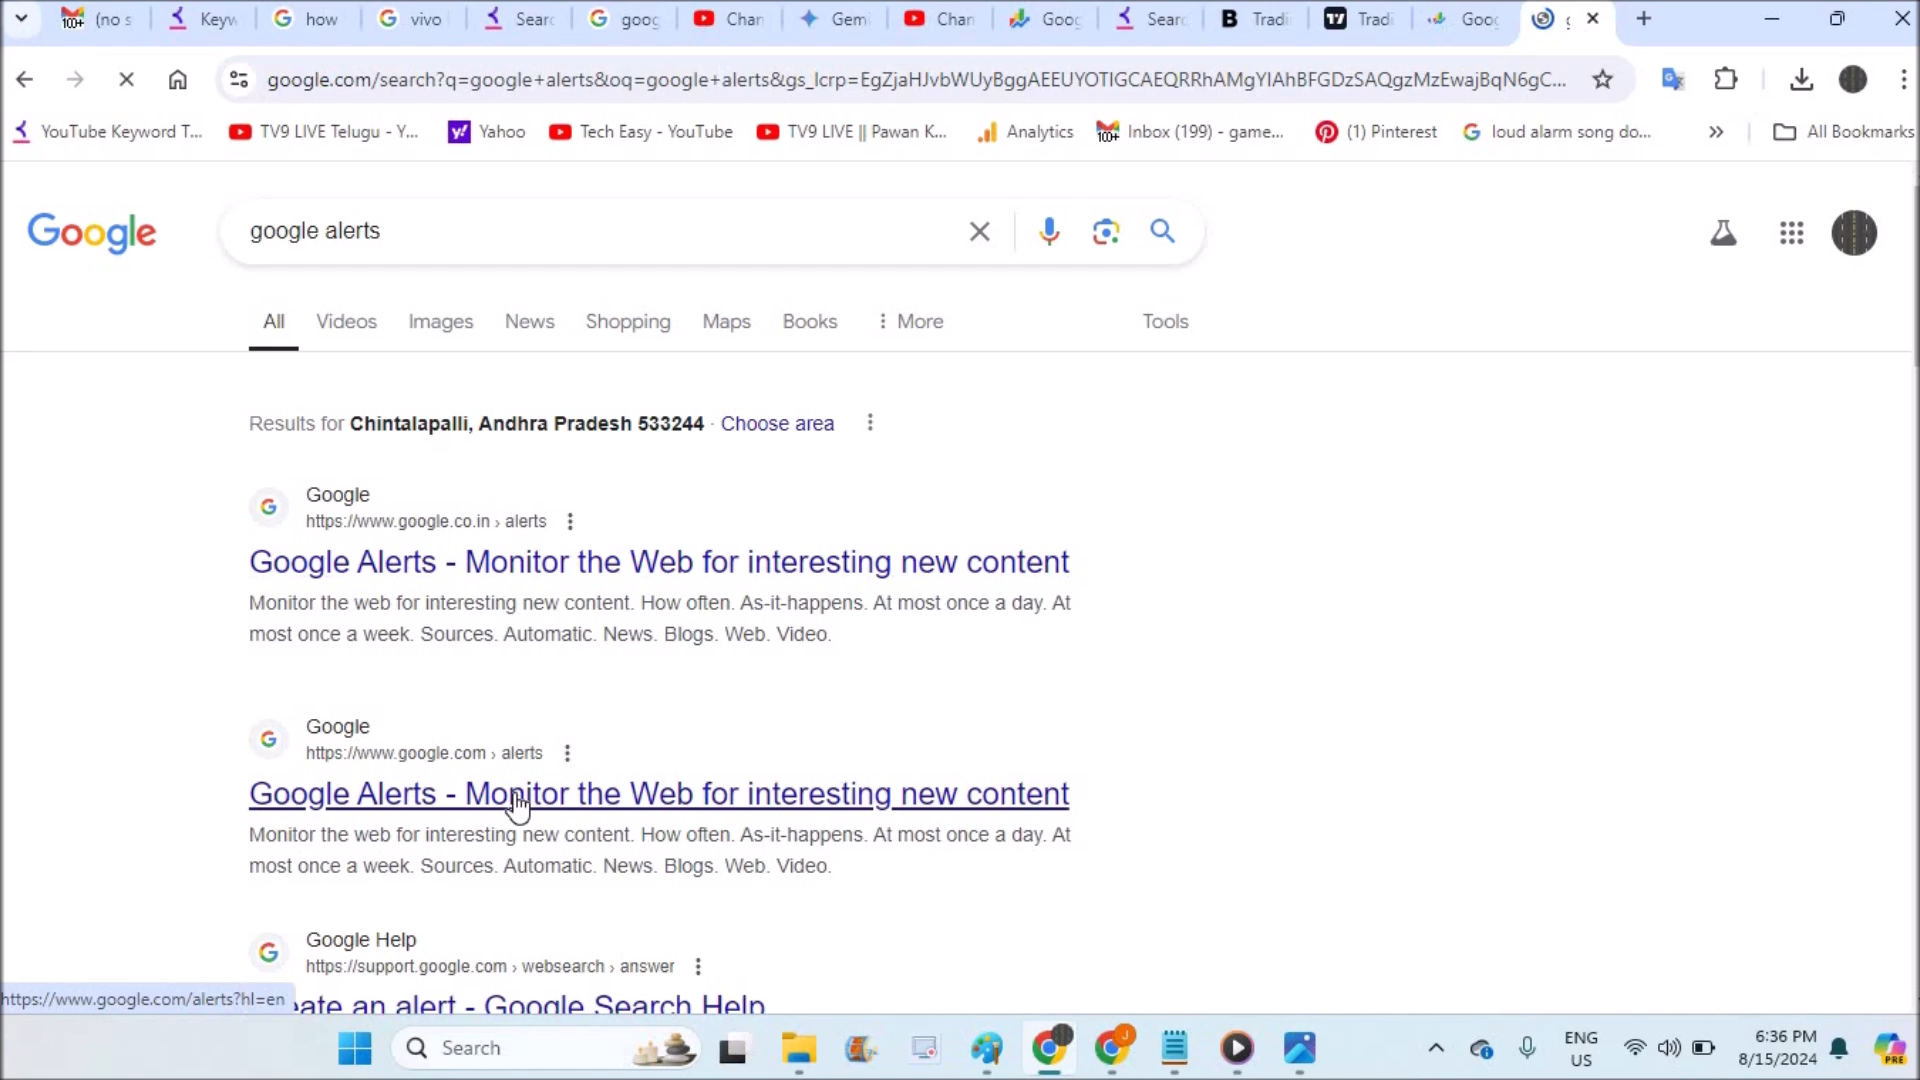 (no s
Keyw
how
vivo
Searc
goog
Chan
Gemi
Chan
Goog
Searc
Tradi
Tradi
Goog
google.com/search?q=google+alerts&oq=google+alerts&gs_lcrp=EgZjaHJvbWUyBggAEEUYOTIGCAEQRRhAMgYIAhBFGDzSAQgzMzEwajBqN6gC...
YouTube Keyword T...
TV9 LIVE Telugu - Y...
Yahoo
Tech Easy - YouTube
TV9 LIVE || Pawan K...
Analytics
Inbox (199) - game...
(1) Pinterest
loud alarm song do...
All Bookmarks
Google
google alerts
All
Videos
Images
News
Shopping
Maps
Books
More
Tools
Results for Chintalapalli, Andhra Pradesh 533244 · Choose area
Google
https://www.google.co.in › alerts
Google Alerts - Monitor the Web for interesting new content
Monitor the web for interesting new content. How often. As-it-happens. At most once a day. At
most once a week. Sources. Automatic. News. Blogs. Web. Video.
Google
https://www.google.com › alerts
Google Alerts - Monitor the Web for interesting new content
Monitor the web for interesting new content. How often. As-it-happens. At most once a day. At
most once a week. Sources. Automatic. News. Blogs. Web. Video.
Google Help
https://support.google.com › websearch › answer
eate an alert - Google Search Help
https://www.google.com/alerts?hl=en
Search
ENG
US
6:36 PM
8/15/2024
PRE